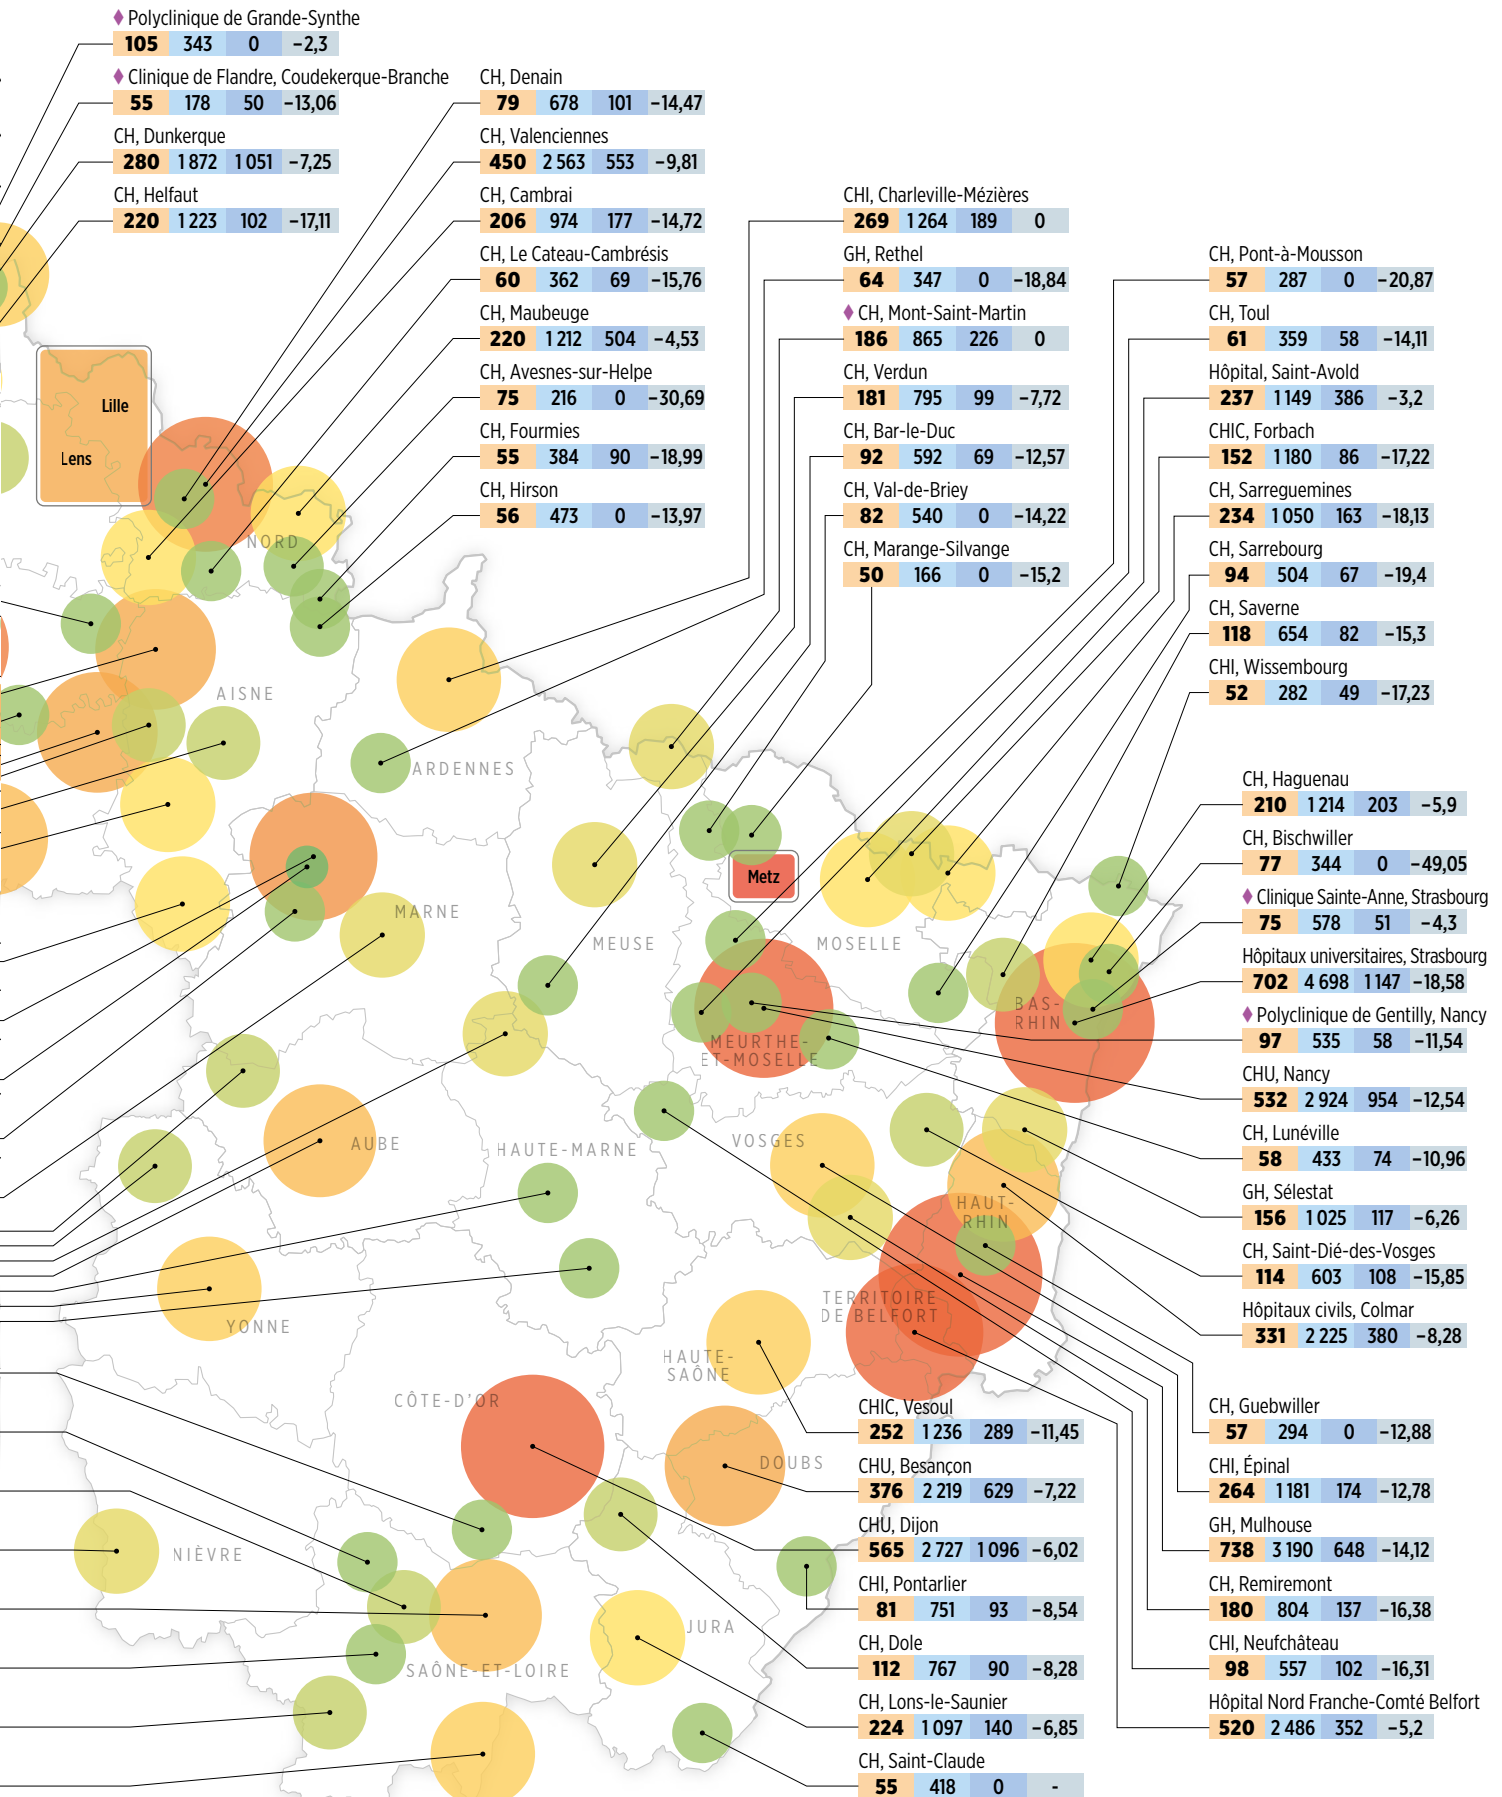 ♦ Polyclinique de Grande-Synthe
105 343 0 −2,3
♦ Clinique de Flandre, Coudekerque-Branche
55 178 50 −13,06
CH, Dunkerque
280 1 872 1 051 −7,25
CH, Helfaut
220 1 223 102 −17,11
CH, Denain
79 678 101 −14,47
CH, Valenciennes
450 2 563 553 −9,81
CH, Cambrai
206 974 177 −14,72
CH, Le Cateau-Cambrésis
60 362 69 −15,76
CH, Maubeuge
220 1 212 504 −4,53
CH, Avesnes-sur-Helpe
75 216 0 −30,69
CH, Fourmies
55 384 90 −18,99
CH, Hirson
56 473 0 −13,97
CHI, Charleville-Mézières
269 1 264 189 0
GH, Rethel
64 347 0 −18,84
♦ CH, Mont-Saint-Martin
186 865 226 0
CH, Verdun
181 795 99 −7,72
CH, Bar-le-Duc
92 592 69 −12,57
CH, Val-de-Briey
82 540 0 −14,22
CH, Marange-Silvange
50 166 0 −15,2
CH, Pont-à-Mousson
57 287 0 −20,87
CH, Toul
61 359 58 −14,11
Hôpital, Saint-Avold
237 1 149 386 −3,2
CHIC, Forbach
152 1 180 86 −17,22
CH, Sarreguemines
234 1 050 163 −18,13
CH, Sarrebourg
94 504 67 −19,4
CH, Saverne
118 654 82 −15,3
CHI, Wissembourg
52 282 49 −17,23
CH, Haguenau
210 1 214 203 −5,9
CH, Bischwiller
77 344 0 −49,05
♦ Clinique Sainte-Anne, Strasbourg
75 578 51 −4,3
Hôpitaux universitaires, Strasbourg
702 4 698 1 147 −18,58
♦ Polyclinique de Gentilly, Nancy
97 535 58 −11,54
CHU, Nancy
532 2 924 954 −12,54
CH, Lunéville
58 433 74 −10,96
GH, Sélestat
156 1 025 117 −6,26
CH, Saint-Dié-des-Vosges
114 603 108 −15,85
Hôpitaux civils, Colmar
331 2 225 380 −8,28
CH, Guebwiller
57 294 0 −12,88
CHI, Épinal
264 1 181 174 −12,78
GH, Mulhouse
738 3 190 648 −14,12
CH, Remiremont
180 804 137 −16,38
CHI, Neufchâteau
98 557 102 −16,31
Hôpital Nord Franche-Comté Belfort
520 2 486 352 −5,2
CHIC, Vesoul
252 1 236 289 −11,45
CHU, Besançon
376 2 219 629 −7,22
CHU, Dijon
565 2 727 1 096 −6,02
CHI, Pontarlier
81 751 93 −8,54
CH, Dole
112 767 90 −8,28
CH, Lons-le-Saunier
224 1 097 140 −6,85
CH, Saint-Claude
55 418 0 -
Lille
Lens
NORD
AISNE
ARDENNES
Metz
MARNE
MEUSE
MOSELLE
BAS-
RHIN
MEURTHE-
ET-MOSELLE
AUBE
HAUTE-MARNE
VOSGES
HAUT-
RHIN
YONNE
TERRITOIRE
DE BELFORT
HAUTE-
SAÔNE
CÔTE-D'OR
DOUBS
NIÈVRE
JURA
SAÔNE-ET-LOIRE